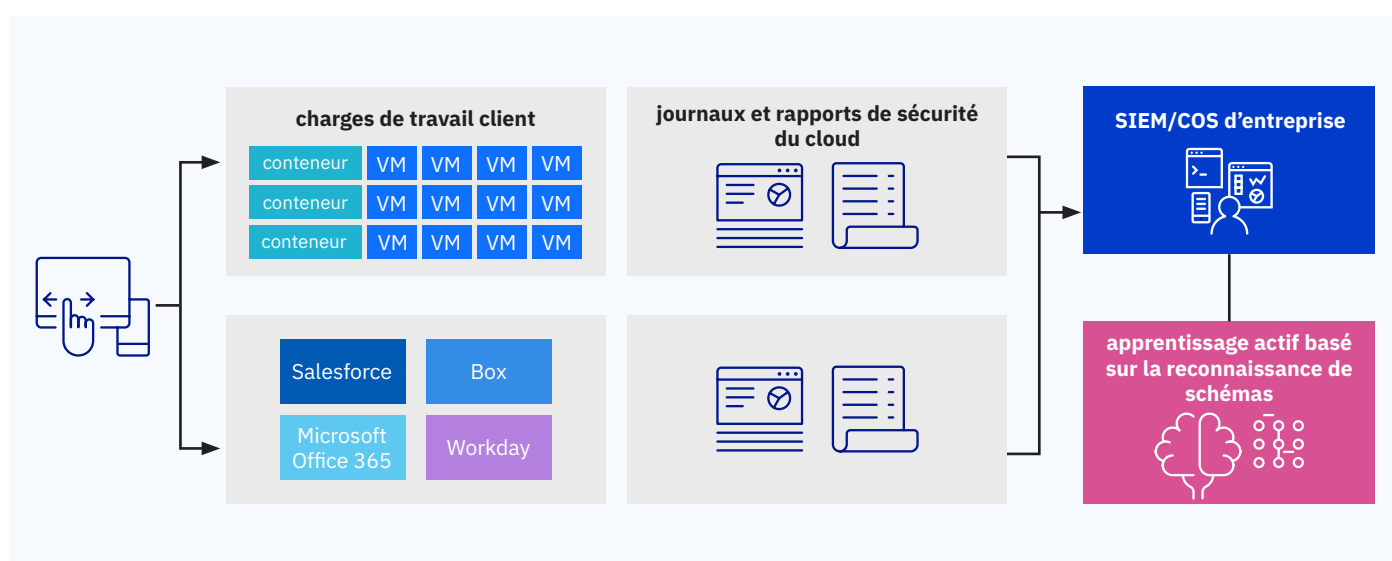 charges de travail client
conteneur VM VM VM VM
conteneur VM VM VM VM
conteneur VM VM VM VM
journaux et rapports de sécurité
du cloud
SIEM/COS d’entreprise
Salesforce
Box
Microsoft
Office 365
Workday
apprentissage actif basé
sur la reconnaissance de
schémas